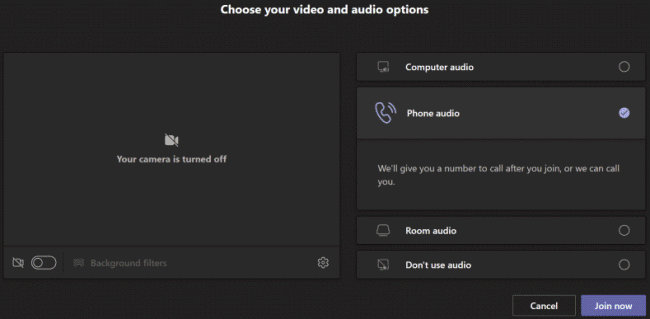 Choose your video and audio options
Your camera is turned off
Background filters
Computer audio
Phone audio
We'll give you a number to call after you join, or we can call
you.
Room audio
Don't use audio
Cancel
Join now